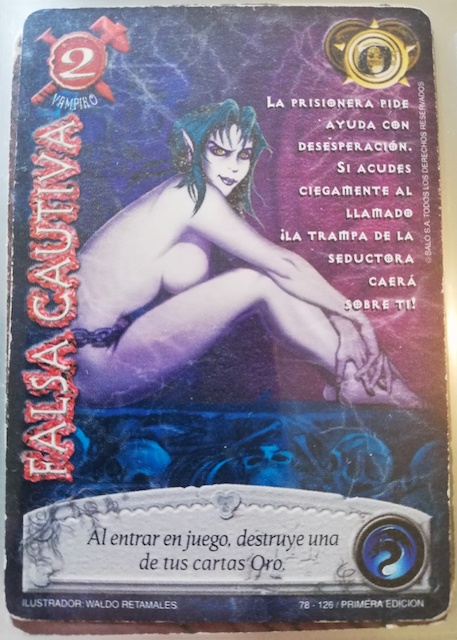 2
VAMPIRO
0
FALSA CAUTIVA
LA PRISIONERA PIDE
AYUDA CON
DESESPERACIÓN.
SI ACUDES
CIEGAMENTE AL
LLAMADO
¡LA TRAMPA DE LA
SEDUCTORA
CAERÁ
SOBRE TI!
© SALO S.A. TODOS LOS DERECHOS RESERVADOS
Al entrar en juego, destruye una
de tus cartas Oro.
ILUSTRADOR: WALDO RETAMALES
78 - 126 / PRIMERA EDICION